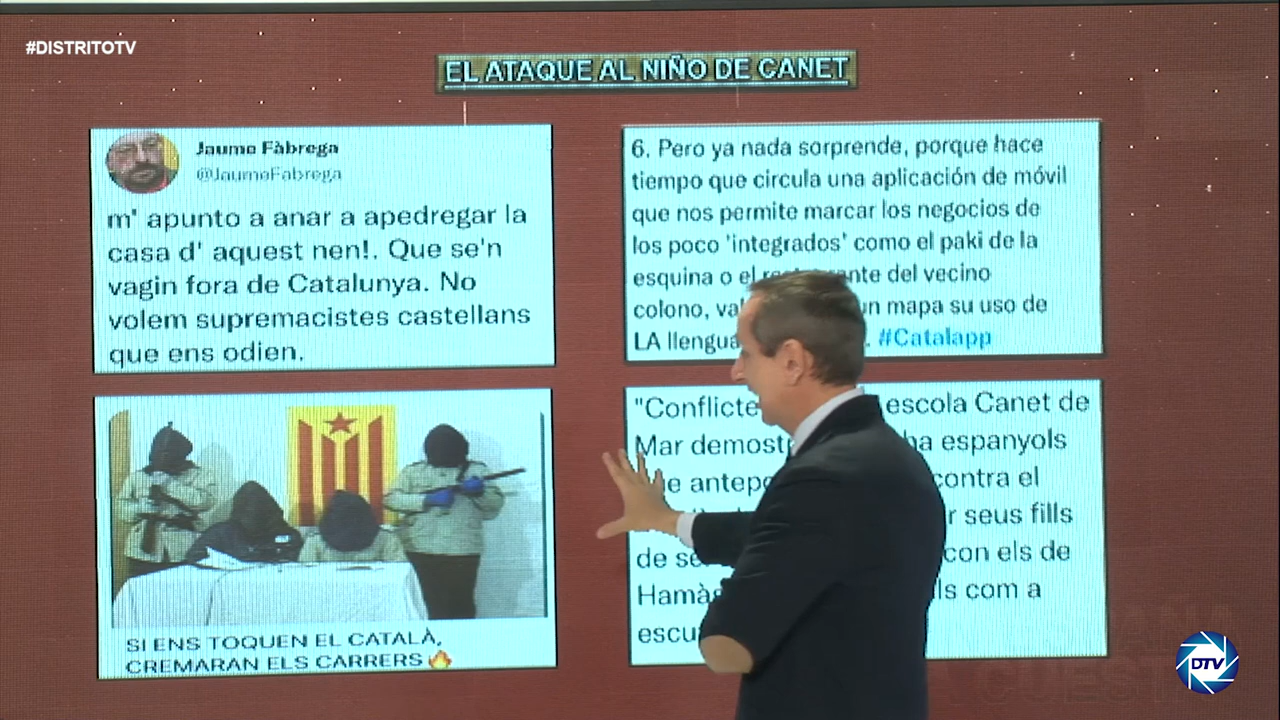 #DISTRITOTV
EL ATAQUE AL NIÑO DE CANET
Jaume Fàbrega
@JaumeFabrega
m' apunto a anar a apedregar la
casa d' aquest nen!. Que se'n
vagin fora de Catalunya. No
volem supremacistes castellans
que ens odien.
6. Pero ya nada sorprende, porque hace
tiempo que circula una aplicación de móvil
que nos permite marcar los negocios de
los poco 'integrados' como el paki de la
esquina o el del vecino
colono, un mapa su uso de
LA llengua . #Catalapp
SI ENS TOQUEN EL CATALÀ,
CREMARAN ELS CARRERS🔥
"Conflicte escola Canet de
Mar espanyols
contra el
seus fills
de con els de
Hamàs com a
DTV